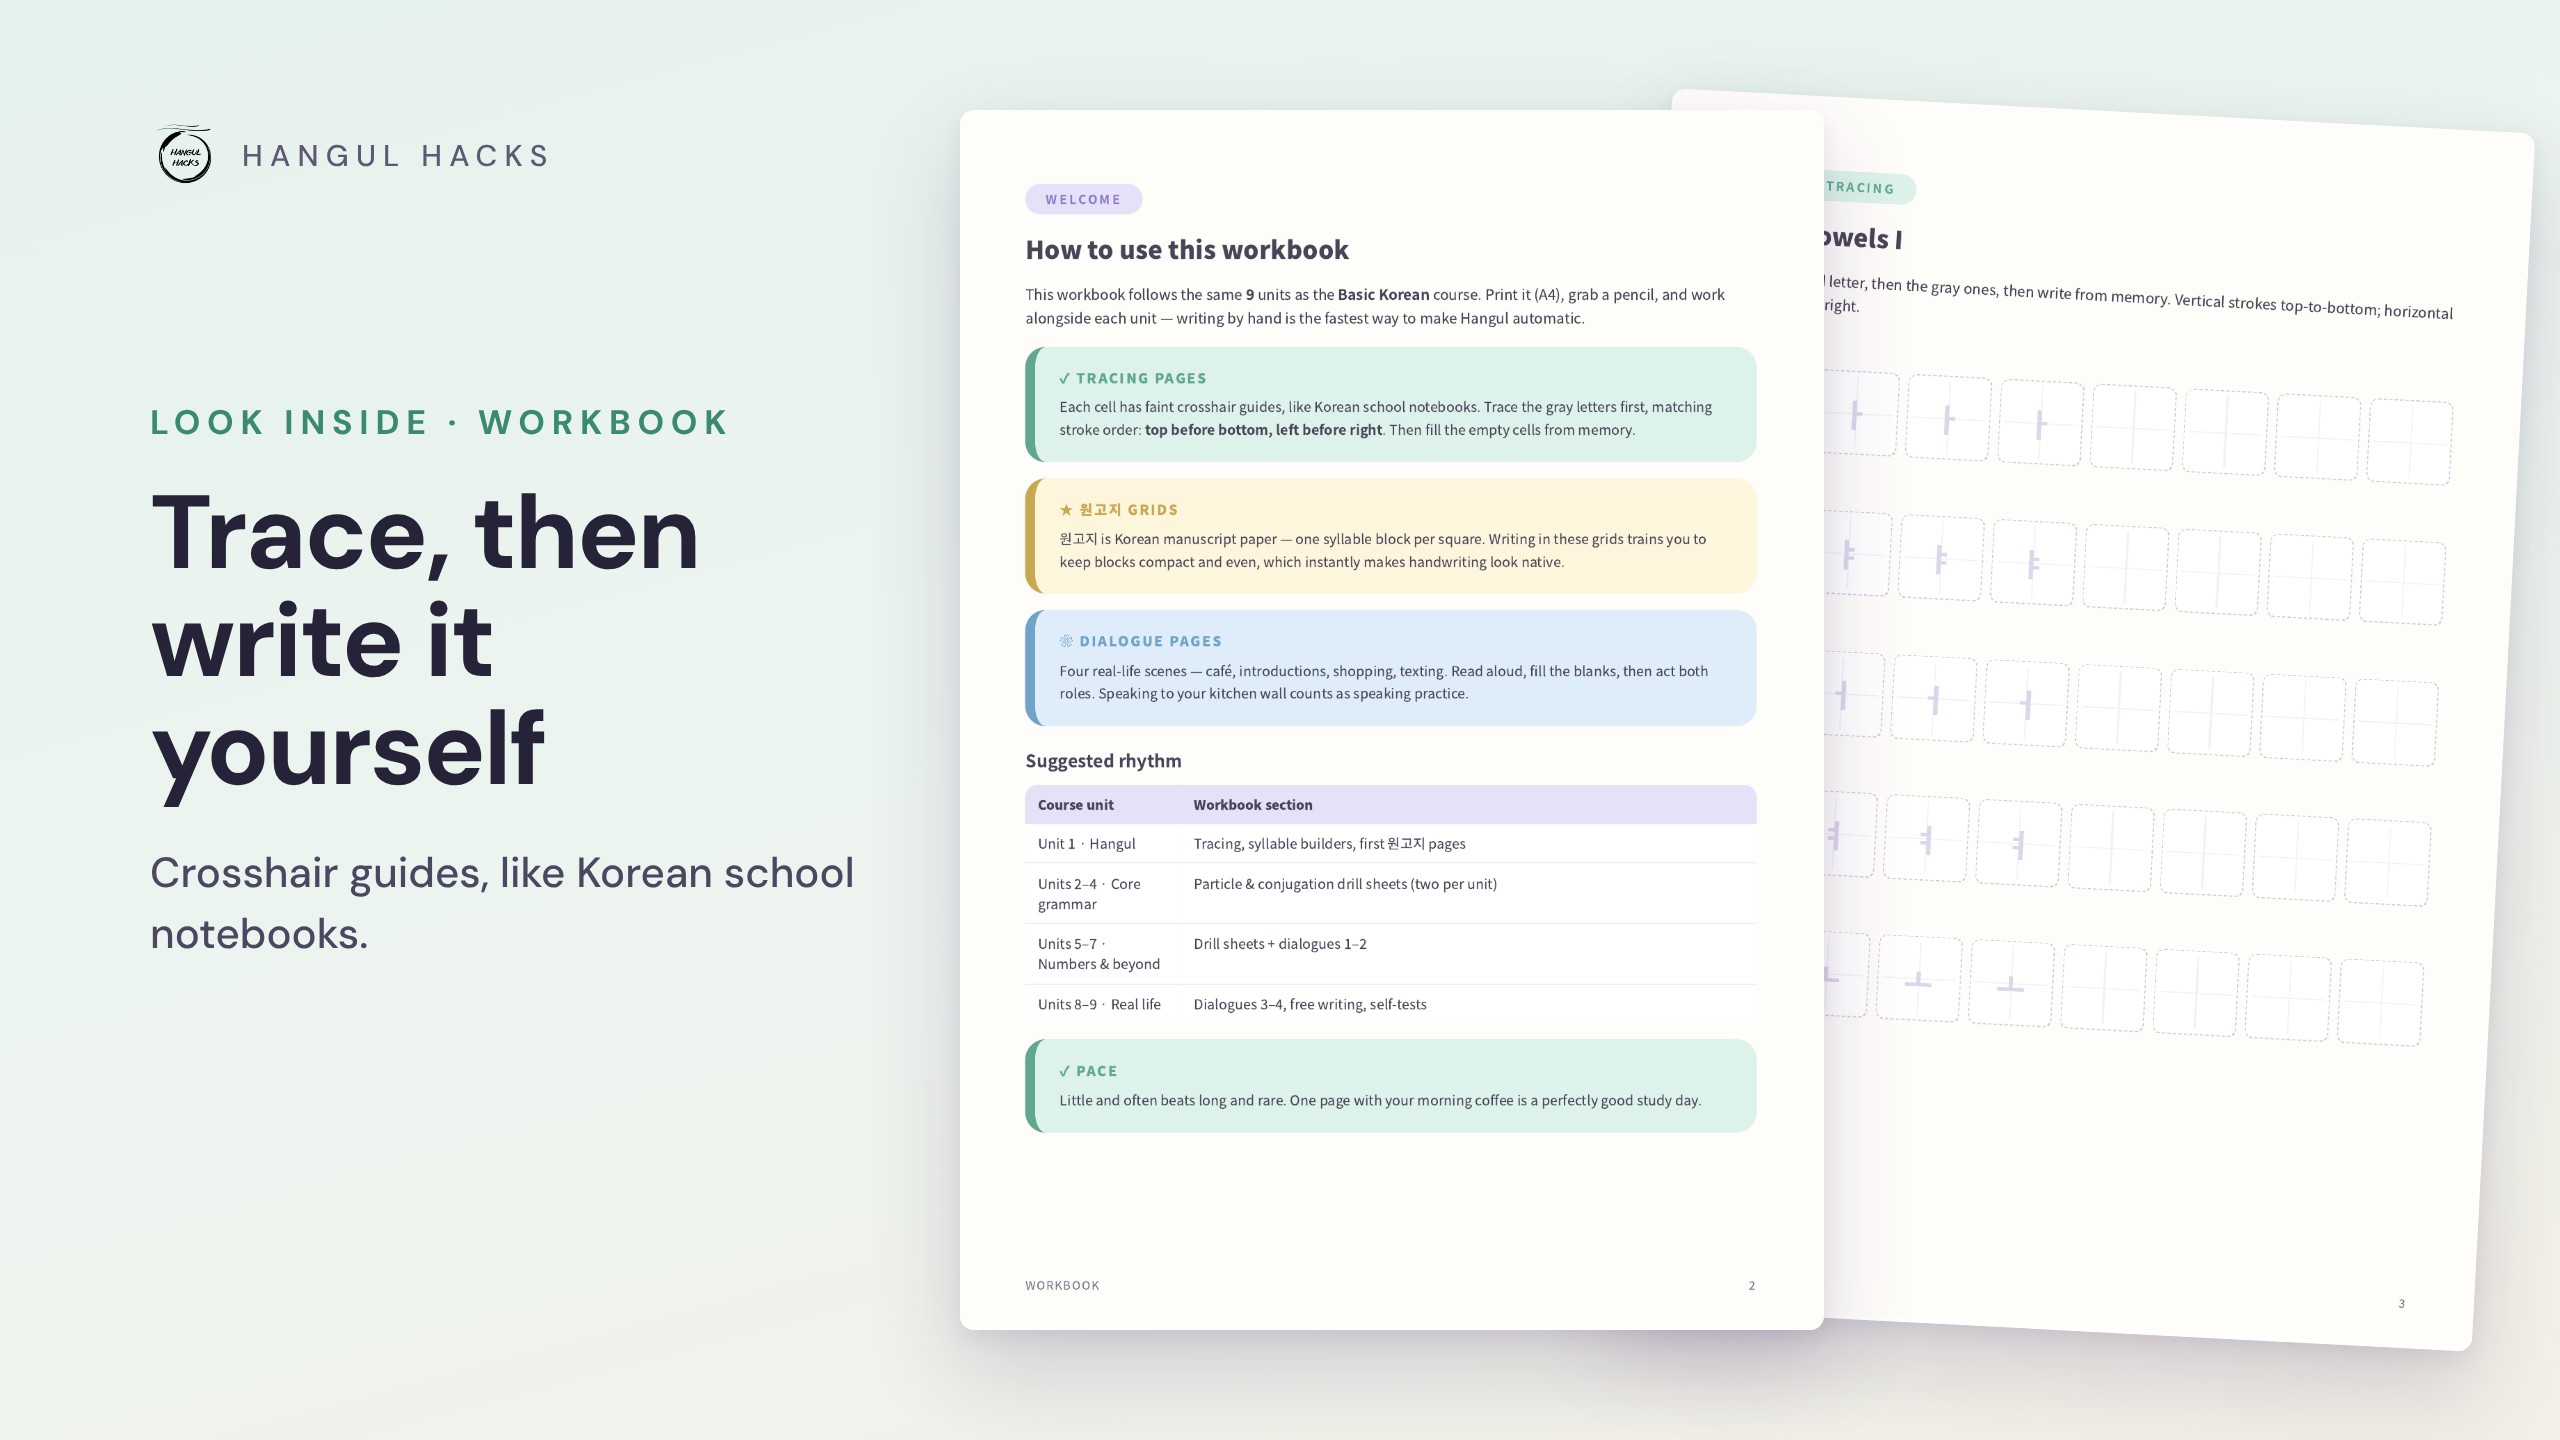 HANGUL HACKS
HANGUL HACKS
LOOK INSIDE · WORKBOOK
Trace, then
write it
yourself
Crosshair guides, like Korean school
notebooks.
WELCOME
How to use this workbook
This workbook follows the same 9 units as the Basic Korean course. Print it (A4), grab a pencil, and work
alongside each unit — writing by hand is the fastest way to make Hangul automatic.
✓ TRACING PAGES
Each cell has faint crosshair guides, like Korean school notebooks. Trace the gray letters first, matching
stroke order: top before bottom, left before right. Then fill the empty cells from memory.
★ 원고지 GRIDS
원고지 is Korean manuscript paper — one syllable block per square. Writing in these grids trains you to
keep blocks compact and even, which instantly makes handwriting look native.
❀ DIALOGUE PAGES
Four real-life scenes — café, introductions, shopping, texting. Read aloud, fill the blanks, then act both
roles. Speaking to your kitchen wall counts as speaking practice.
Suggested rhythm
Course unit Workbook section
Unit 1 · Hangul Tracing, syllable builders, first 원고지 pages
Units 2–4 · Core Particle & conjugation drill sheets (two per unit)
grammar
Units 5–7 · Drill sheets + dialogues 1–2
Numbers & beyond
Units 8–9 · Real life Dialogues 3–4, free writing, self-tests
✓ PACE
Little and often beats long and rare. One page with your morning coffee is a perfectly good study day.
WORKBOOK 2
TRACING
owels I
letter, then the gray ones, then write from memory. Vertical strokes top-to-bottom; horizontal
right.
ㅏ ㅏ ㅏ
ㅑ ㅑ ㅑ
ㅓ ㅓ ㅓ
ㅕ ㅕ ㅕ
ㅗ ㅗ ㅗ
3